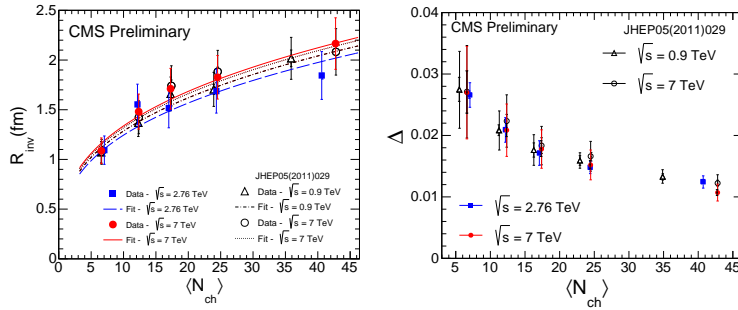 CMS Preliminary
R_inv (fm)
2.5
2
1.5
1
0.5
0
JHEP05(2011)029
Data - √s = 2.76 TeV
Fit - √s = 2.76 TeV
Data - √s = 7 TeV
Fit - √s = 7 TeV
Data - √s = 0.9 TeV
Fit - √s = 0.9 TeV
Data - √s = 7 TeV
Fit - √s = 7 TeV
0 5 10 15 20 25 30 35 40 45
⟨N_ch⟩
CMS Preliminary
JHEP05(2011)029
√s = 0.9 TeV
√s = 7 TeV
Δ
0.04
0.03
0.02
0.01
0
√s = 2.76 TeV
√s = 7 TeV
5 10 15 20 25 30 35 40 45
⟨N_ch⟩